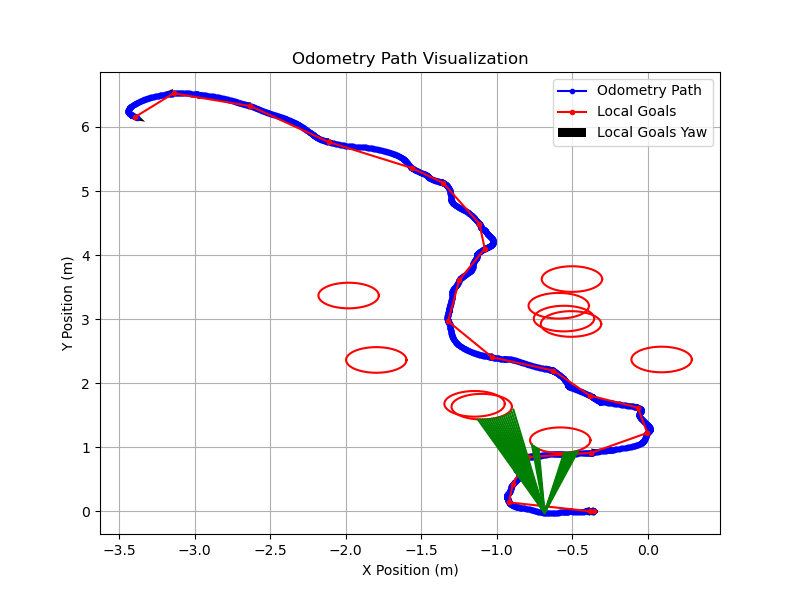 Odometry Path Visualization
Odometry Path
Local Goals
Local Goals Yaw
Y Position (m)
6
5
4
3
2
1
0
−3.5 −3.0 −2.5 −2.0 −1.5 −1.0 −0.5 0.0
X Position (m)